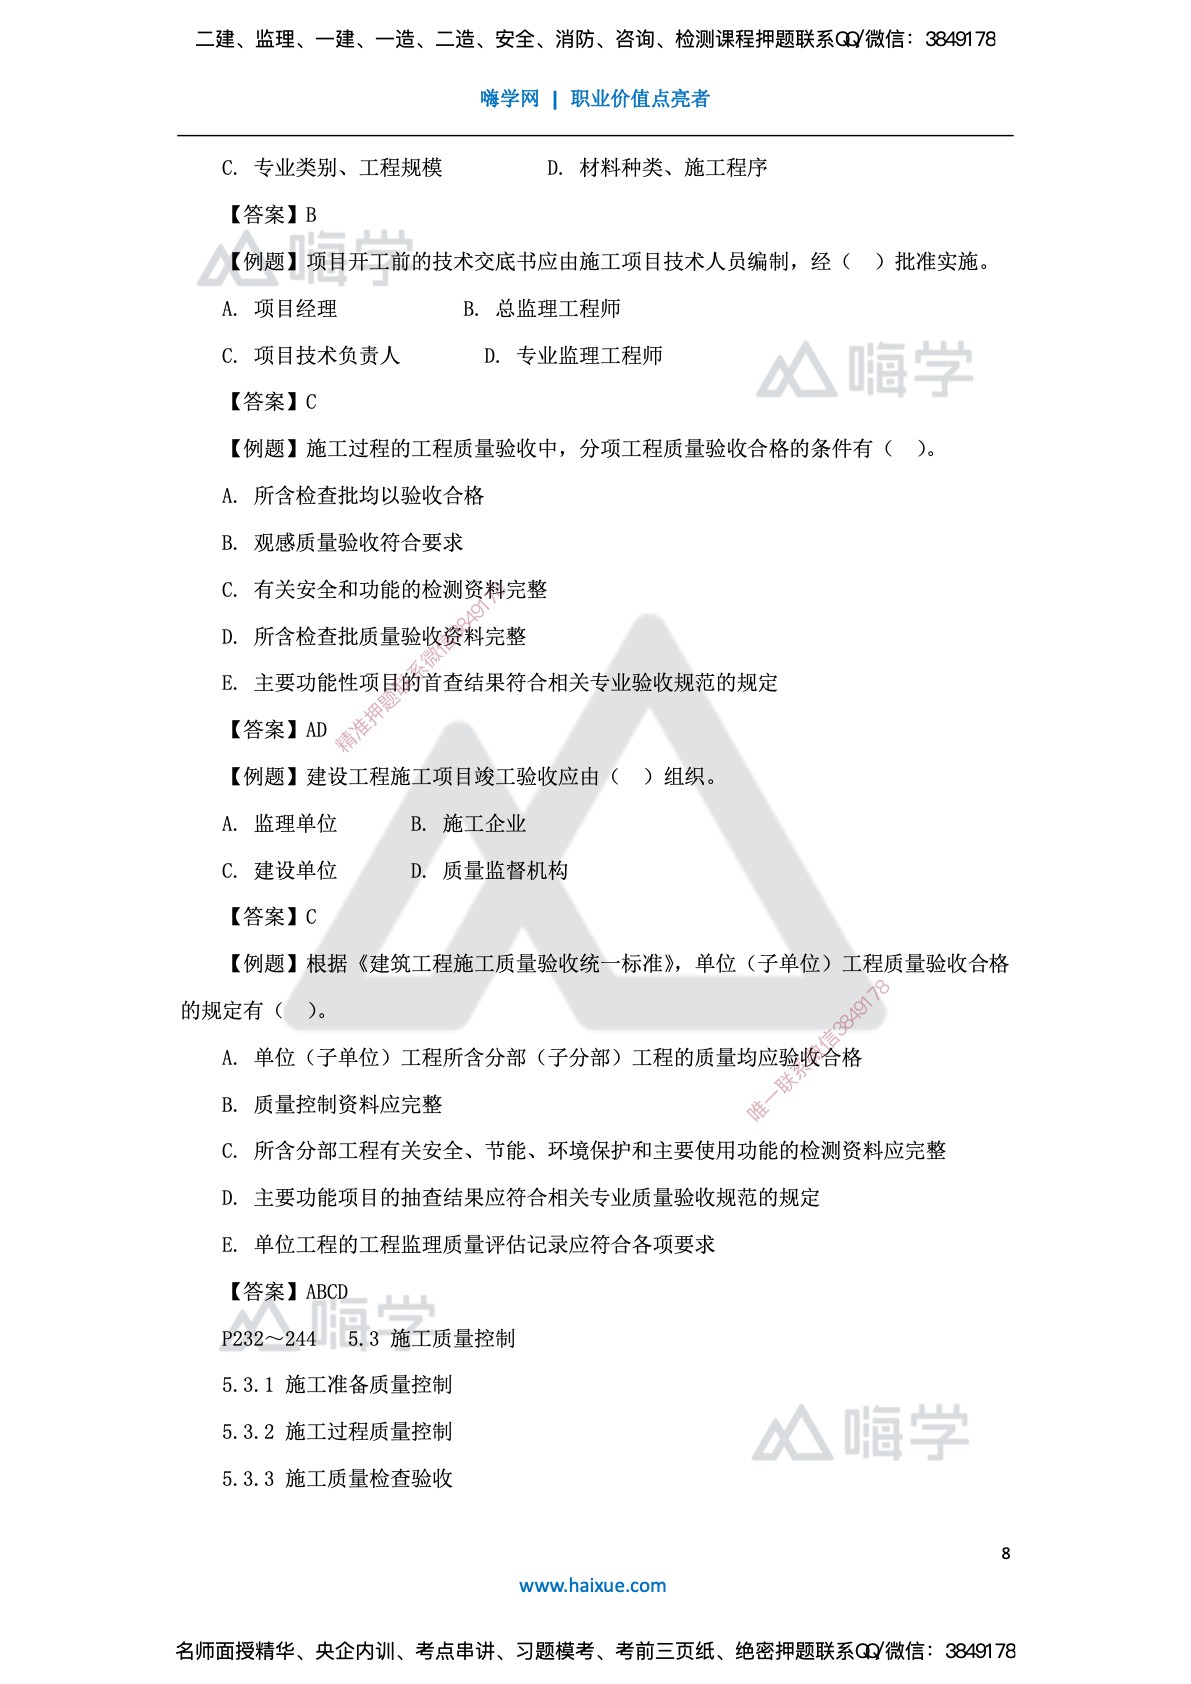 二建、监理、一建、一造、二造、安全、消防、咨询、检测课程押题联系QQ/微信：3849178
嗨学网 | 职业价值点亮者
C. 专业类别、工程规模 D. 材料种类、施工程序
【答案】B
嗨学
【例题】项目开工前的技术交底书应由施工项目技术人员编制，经（ ）批准实施。
A. 项目经理 B. 总监理工程师
C. 项目技术负责人 D. 专业监理工程师
嗨学
【答案】C
【例题】施工过程的工程质量验收中，分项工程质量验收合格的条件有（ ）。
A. 所含检查批均以验收合格
B. 观感质量验收符合要求
C. 有关安全和功能的检测资料完整
D. 所含检查批质量验收资料完整
E. 主要功能性项目的首查结果符合相关专业验收规范的规定
精准押题联系微信3849178
【答案】AD
【例题】建设工程施工项目竣工验收应由（ ）组织。
A. 监理单位 B. 施工企业
C. 建设单位 D. 质量监督机构
【答案】C
【例题】根据《建筑工程施工质量验收统一标准》，单位（子单位）工程质量验收合格
的规定有（ ）。
A. 单位（子单位）工程所含分部（子分部）工程的质量均应验收合格
唯一联系微信3849178
B. 质量控制资料应完整
C. 所含分部工程有关安全、节能、环境保护和主要使用功能的检测资料应完整
D. 主要功能项目的抽查结果应符合相关专业质量验收规范的规定
E. 单位工程的工程监理质量评估记录应符合各项要求
【答案】ABCD
嗨学
P232～244 5.3 施工质量控制
5.3.1 施工准备质量控制
5.3.2 施工过程质量控制
嗨学
5.3.3 施工质量检查验收
8
www.haixue.com
名师面授精华、央企内训、考点串讲、习题模考、考前三页纸、绝密押题联系QQ/微信：3849178